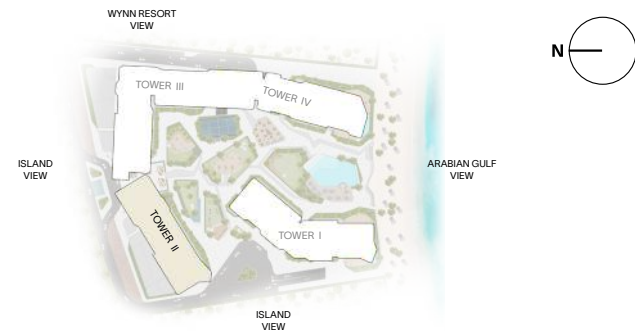 WYNN RESORT
VIEW
N
TOWER III
TOWER IV
ISLAND
VIEW
ARABIAN GULF
VIEW
TOWER II
TOWER I
ISLAND
VIEW